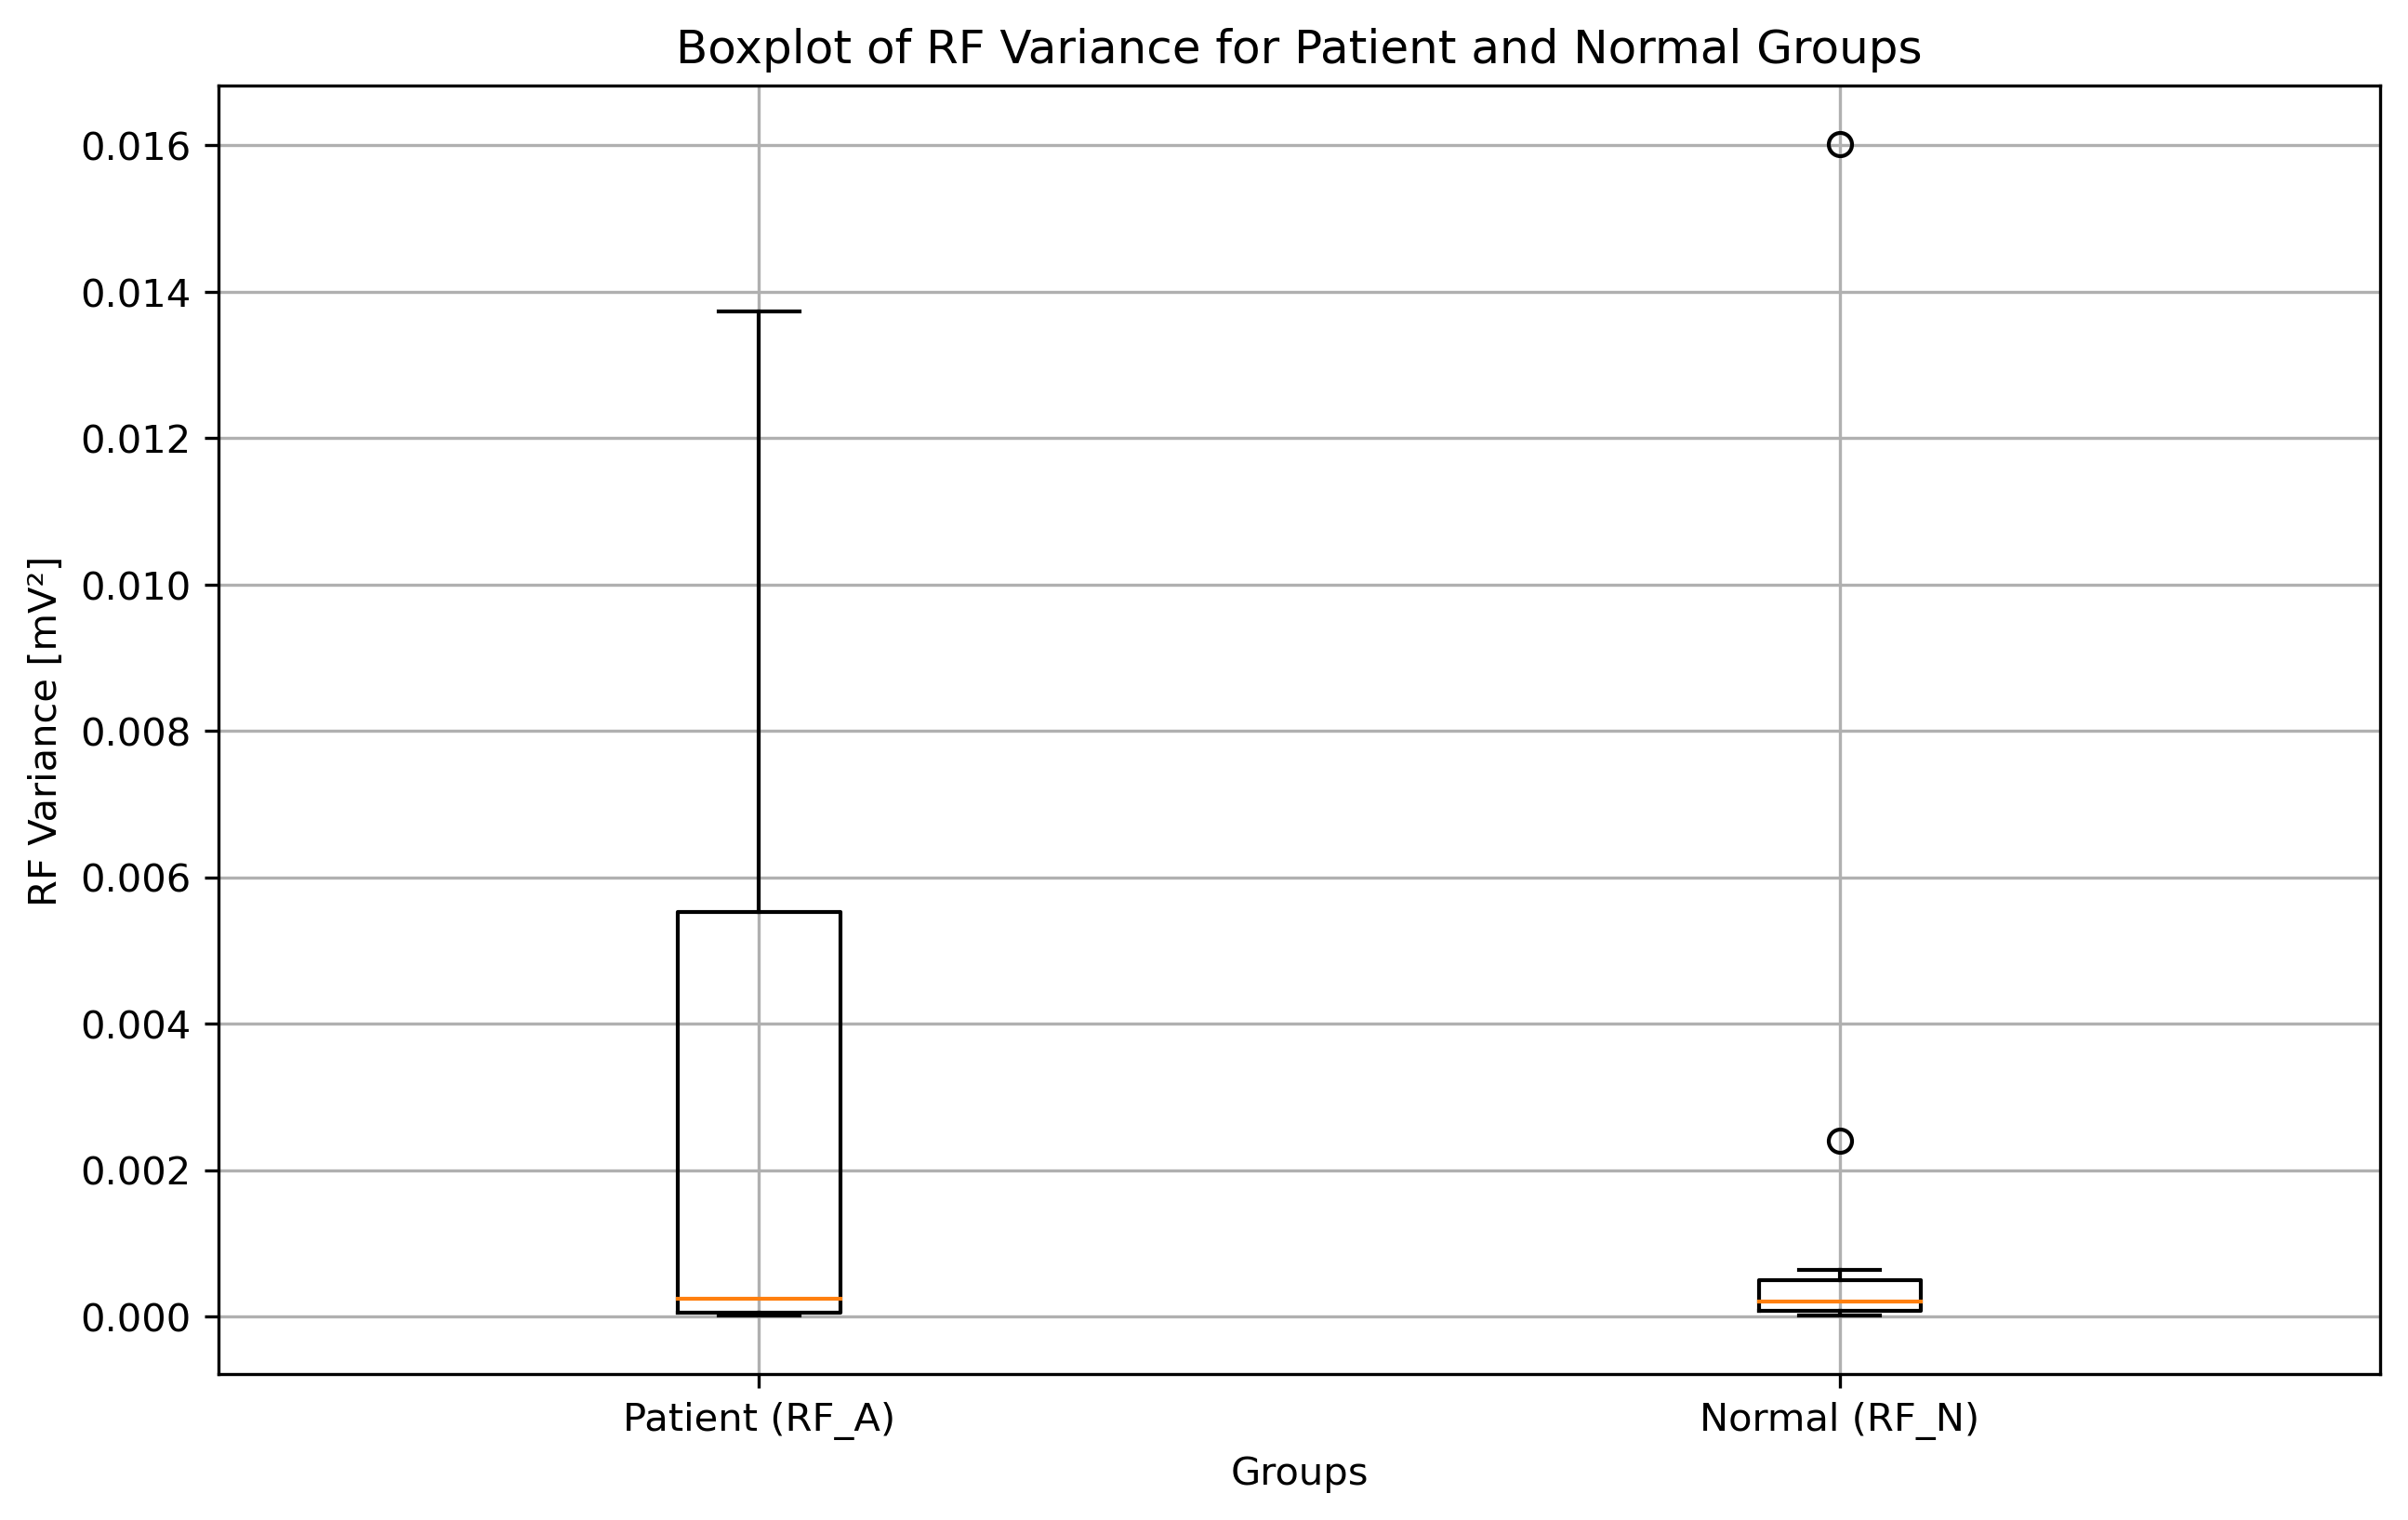 Boxplot of RF Variance for Patient and Normal Groups
RF Variance [mV²]
0.016
0.014
0.012
0.010
0.008
0.006
0.004
0.002
0.000
Patient (RF_A)
Normal (RF_N)
Groups